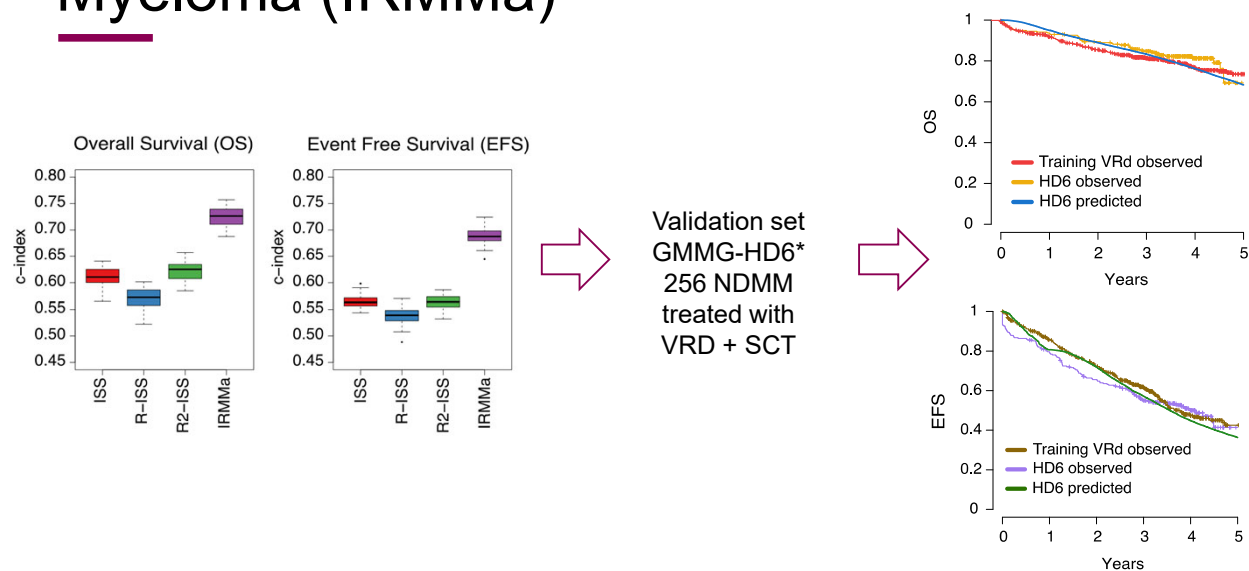 Myeloma (IRMMa)
Overall Survival (OS)
0.80
0.75
0.70
0.65
0.60
0.55
0.50
0.45
c-index
ISS
R-ISS
R2-ISS
IRMMa
Event Free Survival (EFS)
0.80
0.75
0.70
0.65
0.60
0.55
0.50
0.45
c-index
ISS
R-ISS
R2-ISS
IRMMa
Validation set
GMMG-HD6*
256 NDMM
treated with
VRD + SCT
1
0.8
0.6
0.4
0.2
0
OS
Training VRd observed
HD6 observed
HD6 predicted
0 1 2 3 4 5
Years
1
0.8
0.6
0.4
0.2
0
EFS
Training VRd observed
HD6 observed
HD6 predicted
0 1 2 3 4 5
Years